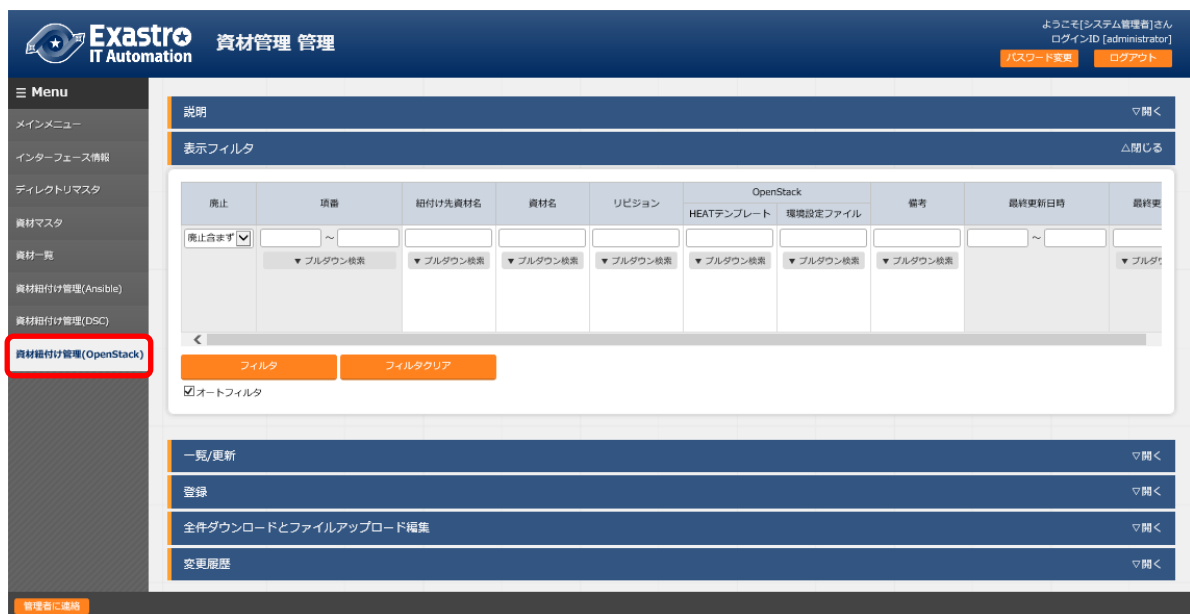 Exastro
IT Automation
資材管理 管理
ようこそ[システム管理者]さん
ログインID [administrator]
パスワード変更
ログアウト
Menu
メインメニュー
インターフェース情報
ディレクトリマスタ
資材マスタ
資材一覧
資材紐付け管理(Ansible)
資材紐付け管理(DSC)
資材紐付け管理(OpenStack)
説明
▽開く
表示フィルタ
△閉じる
廃止
項番
紐付け先資材名
資材名
リビジョン
OpenStack
HEATテンプレート
環境設定ファイル
備考
最終更新日時
最終更
廃止含まず
～
～
▼ プルダウン検索
▼ プルダウン検索
▼ プルダウン検索
▼ プルダウン検索
▼ プルダウン検索
▼ プルダウン検索
▼ プルダウン検索
▼ プルダウ
フィルタ
フィルタクリア
オートフィルタ
一覧/更新
▽開く
登録
▽開く
全件ダウンロードとファイルアップロード編集
▽開く
変更履歴
▽開く
管理者に連絡